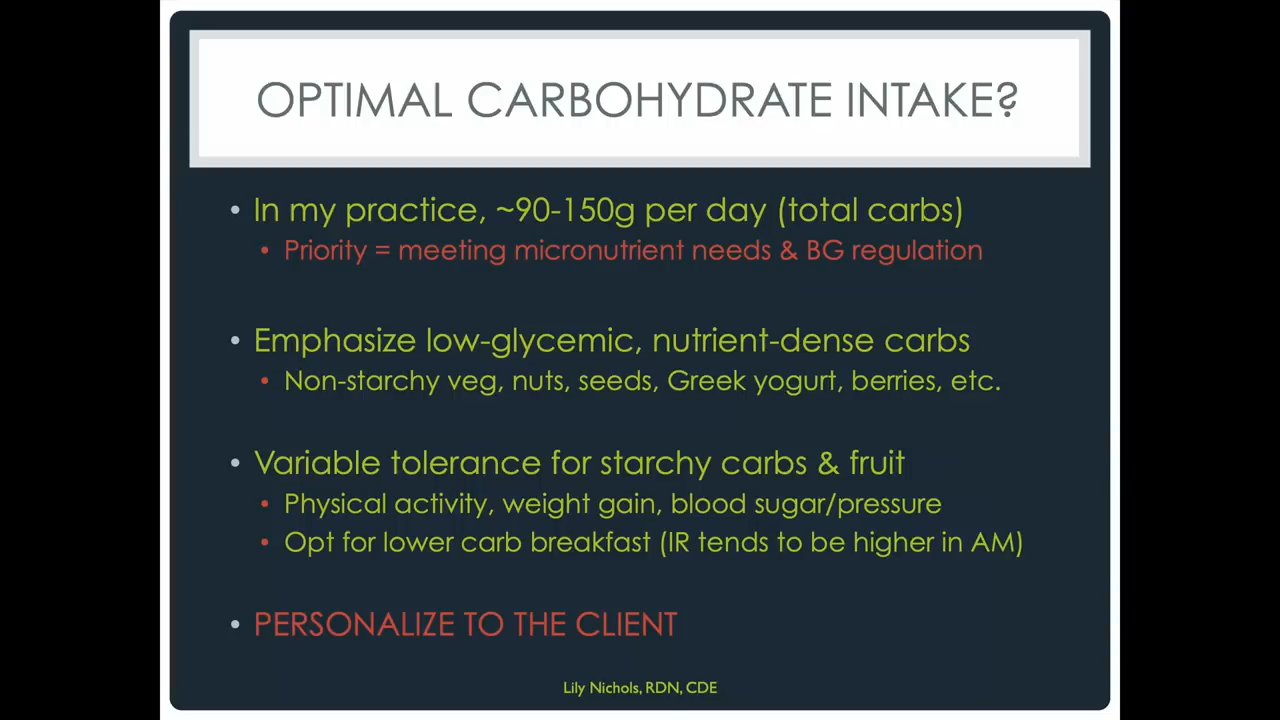 OPTIMAL CARBOHYDRATE INTAKE?
• In my practice, ~90-150g per day (total carbs)
• Priority = meeting micronutrient needs & BG regulation
• Emphasize low-glycemic, nutrient-dense carbs
• Non-starchy veg, nuts, seeds, Greek yogurt, berries, etc.
• Variable tolerance for starchy carbs & fruit
• Physical activity, weight gain, blood sugar/pressure
• Opt for lower carb breakfast (IR tends to be higher in AM)
• PERSONALIZE TO THE CLIENT
Lily Nichols, RDN, CDE